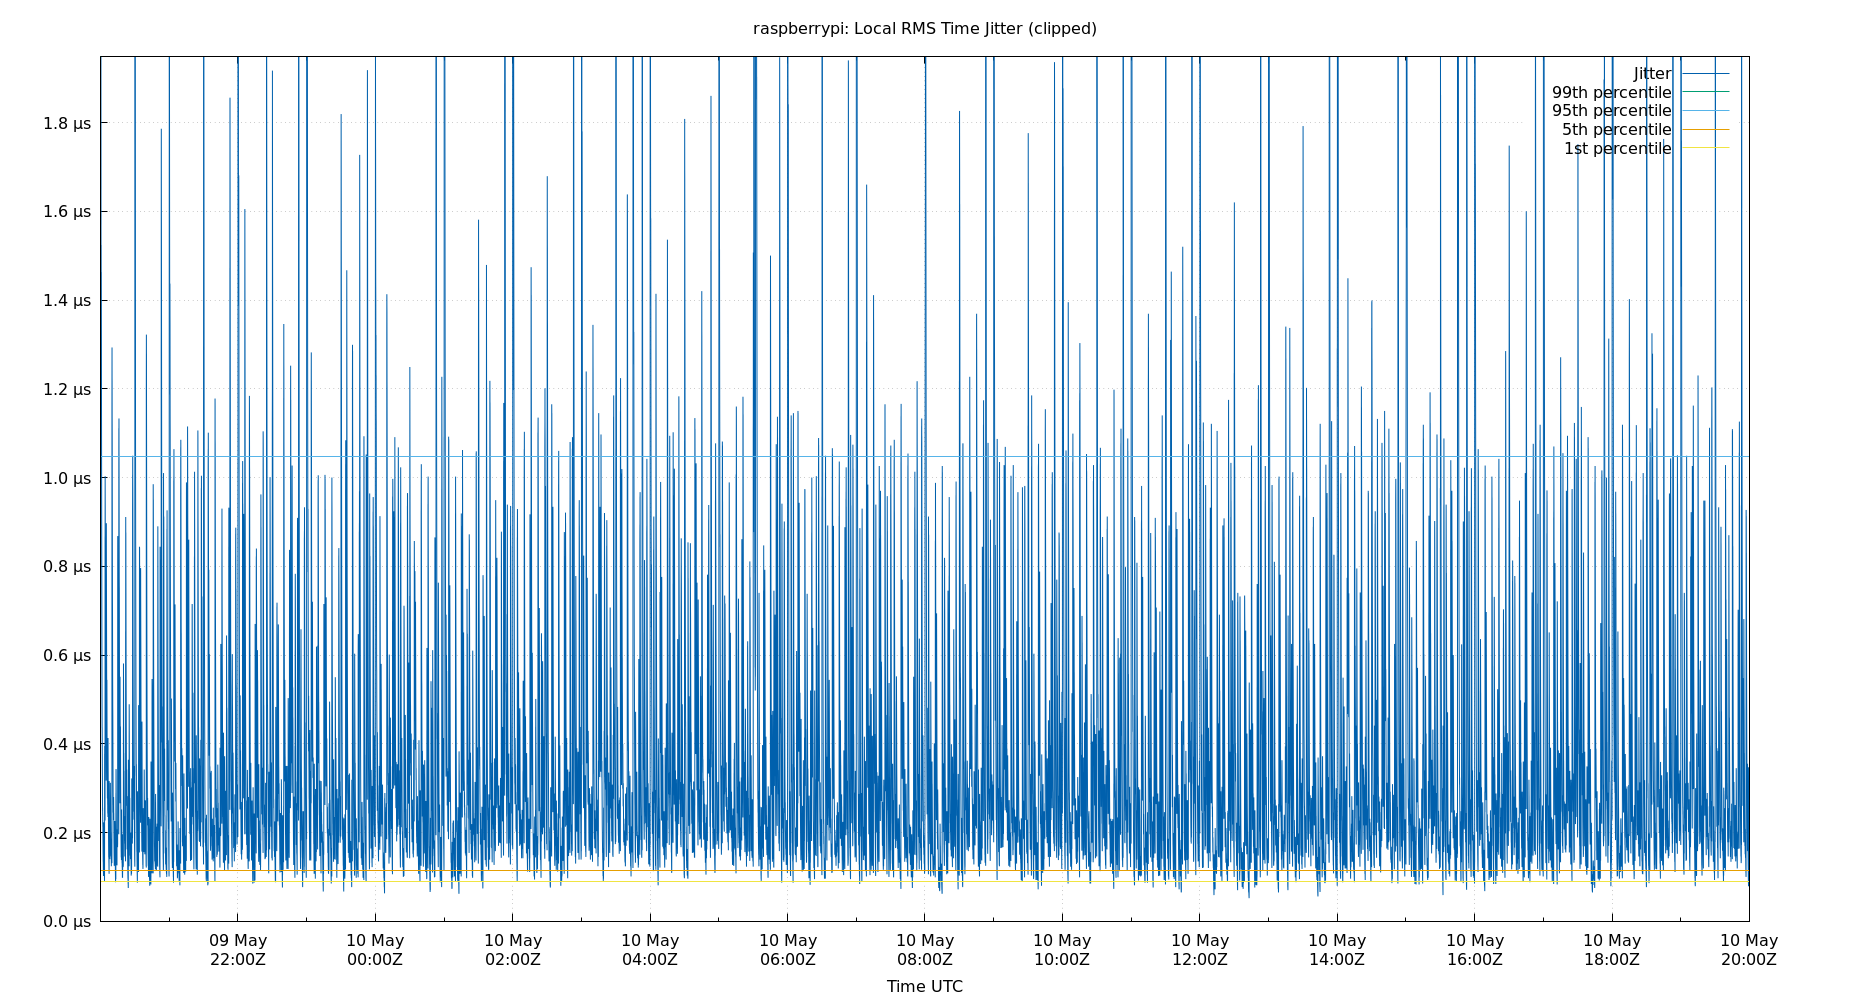 raspberrypi: Local RMS Time Jitter (clipped)
Jitter
99th percentile
95th percentile
5th percentile
1st percentile
1.8 µs
1.6 µs
1.4 µs
1.2 µs
1.0 µs
0.8 µs
0.6 µs
0.4 µs
0.2 µs
0.0 µs
09 May 10 May 10 May 10 May 10 May 10 May 10 May 10 May 10 May 10 May 10 May 10 May
22:00Z 00:00Z 02:00Z 04:00Z 06:00Z 08:00Z 10:00Z 12:00Z 14:00Z 16:00Z 18:00Z 20:00Z
Time UTC